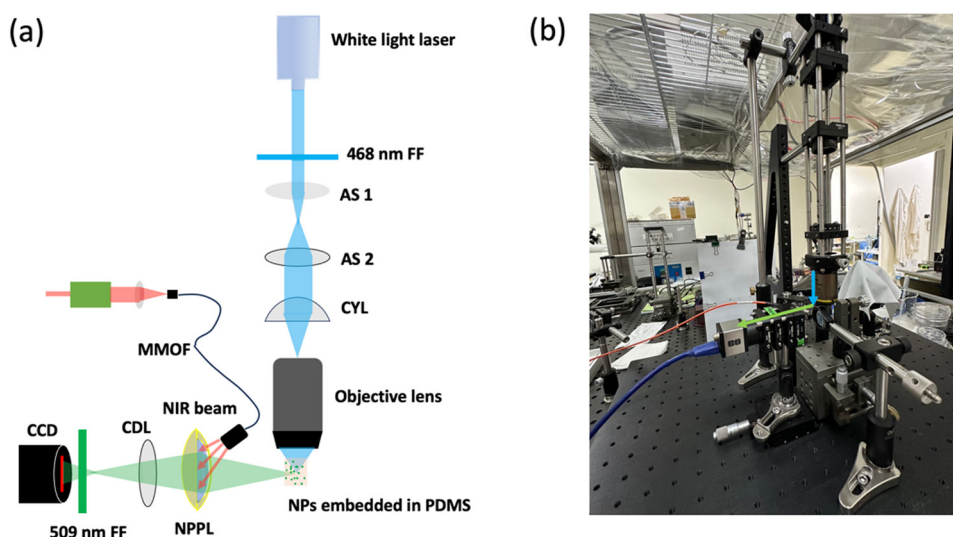 (a)
White light laser
468 nm FF
AS 1
AS 2
CYL
MMOF
Objective lens
NIR beam
CCD
CDL
NPs embedded in PDMS
509 nm FF
NPPL
(b)